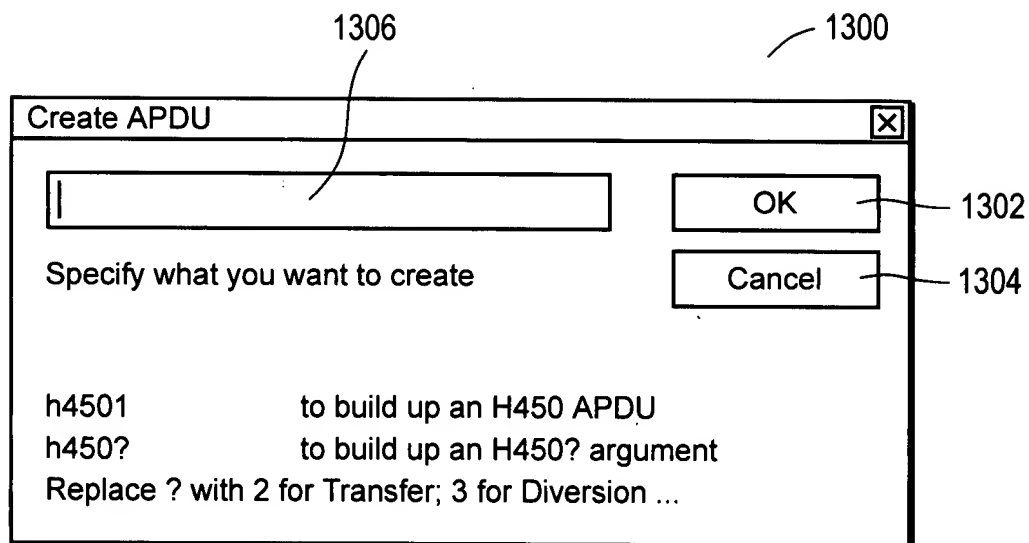 1306
1300
Create APDU
OK
1302
Specify what you want to create
Cancel
1304
h4501 to build up an H450 APDU
h450? to build up an H450? argument
Replace ? with 2 for Transfer; 3 for Diversion ...